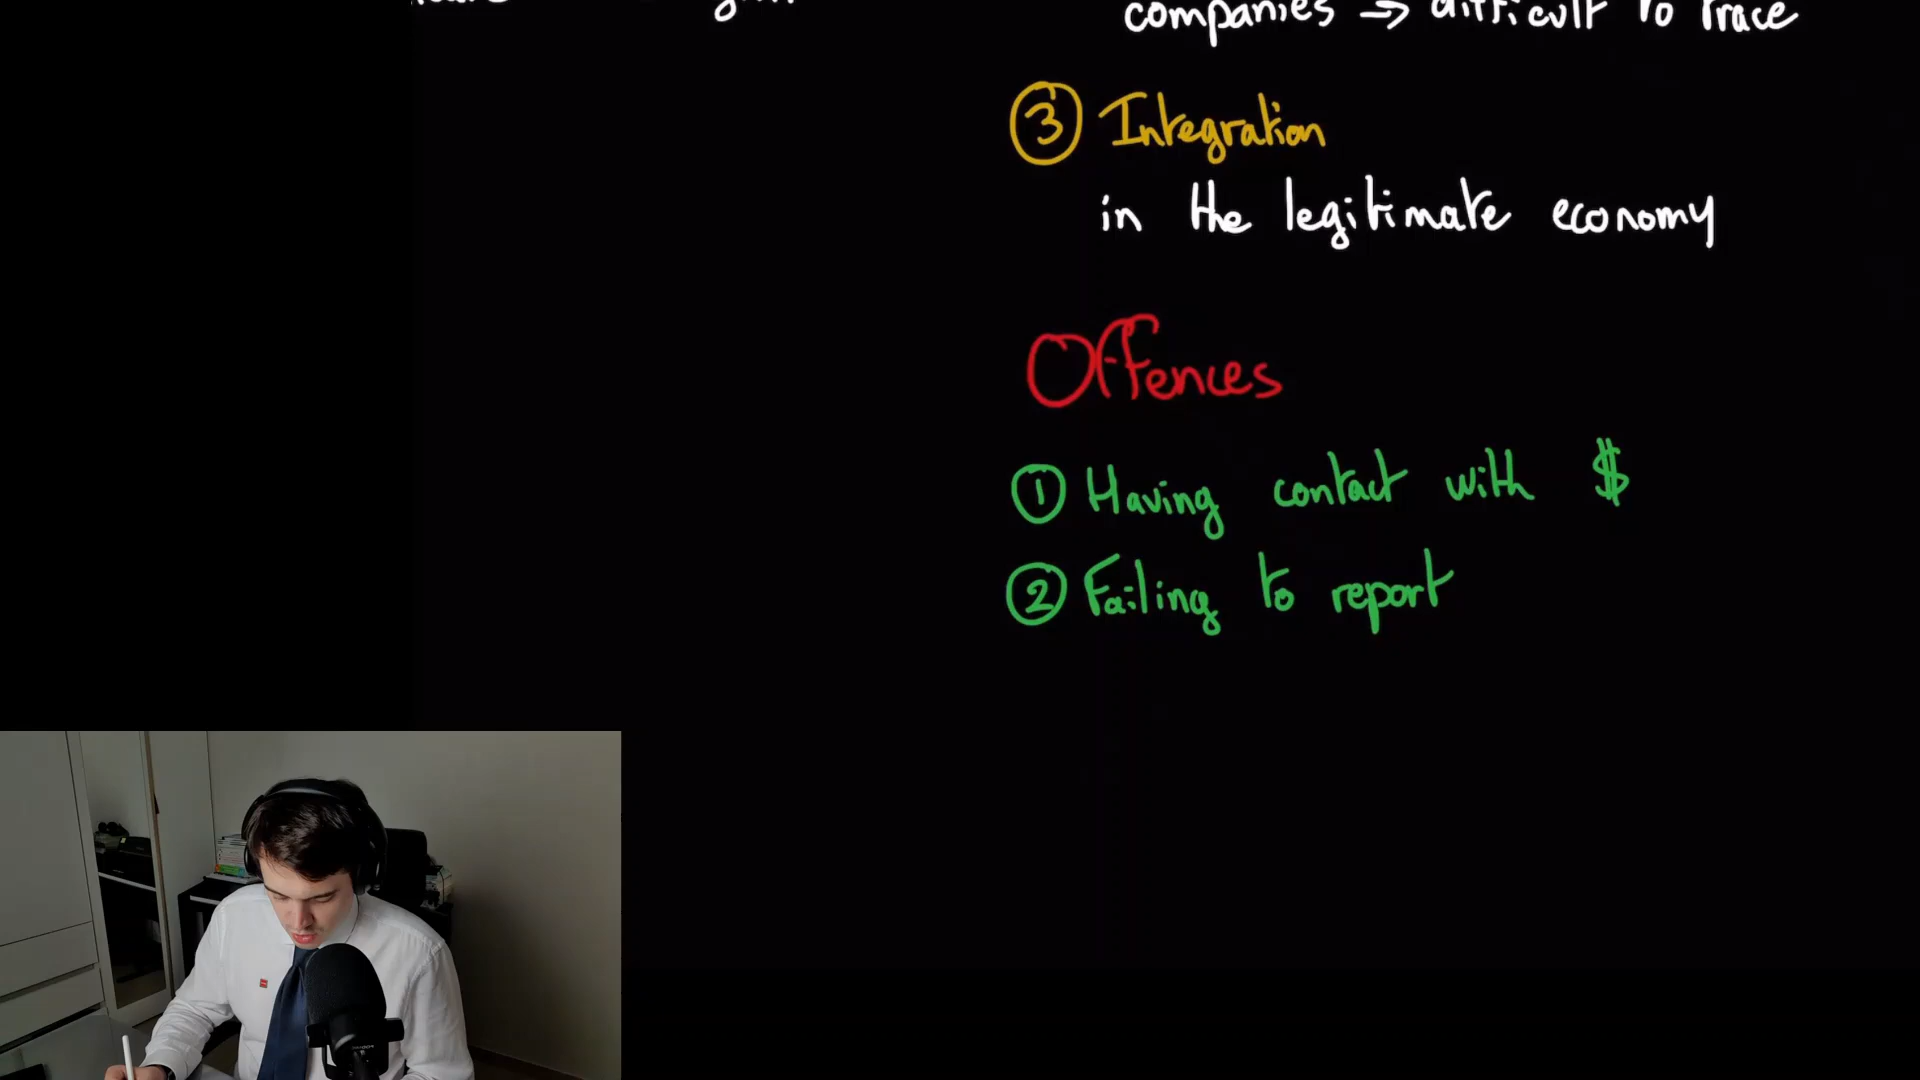 companies → difficult to trace
③ Integration
in the legitimate economy
Offences
① Having contact with $
② Failing to report